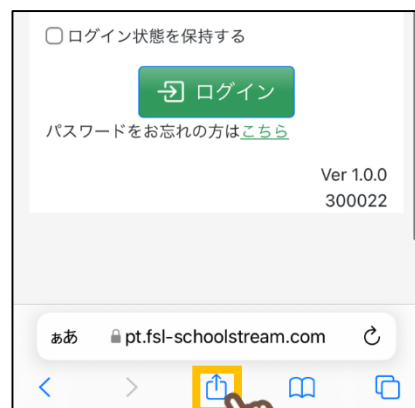 ログイン状態を保持する
ログイン
パスワードをお忘れの方はこちら
Ver 1.0.0
300022
ぁあ pt.fsl-schoolstream.com